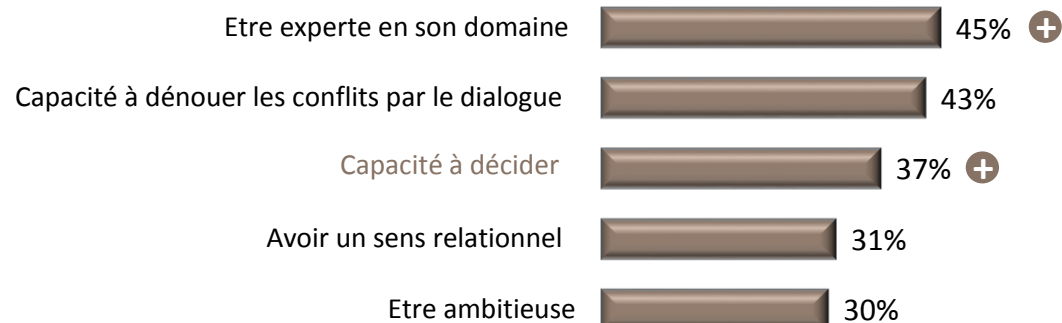 Etre experte en son domaine 45% +
Capacité à dénouer les conflits par le dialogue 43%
Capacité à décider 37% +
Avoir un sens relationnel 31%
Etre ambitieuse 30%